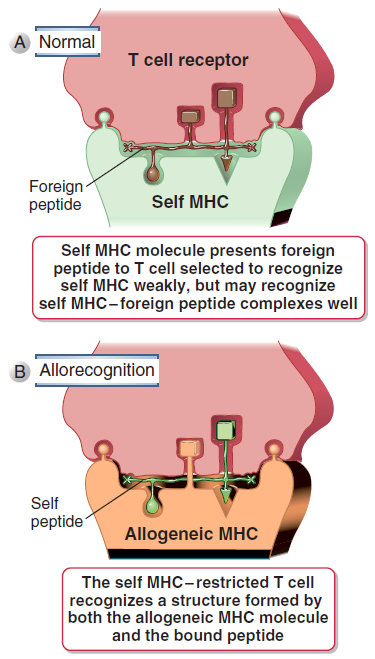 A Normal
T cell receptor
Foreign
peptide
Self MHC
Self MHC molecule presents foreign
peptide to T cell selected to recognize
self MHC weakly, but may recognize
self MHC–foreign peptide complexes well
B Allorecognition
Self
peptide
Allogeneic MHC
The self MHC–restricted T cell
recognizes a structure formed by
both the allogeneic MHC molecule
and the bound peptide